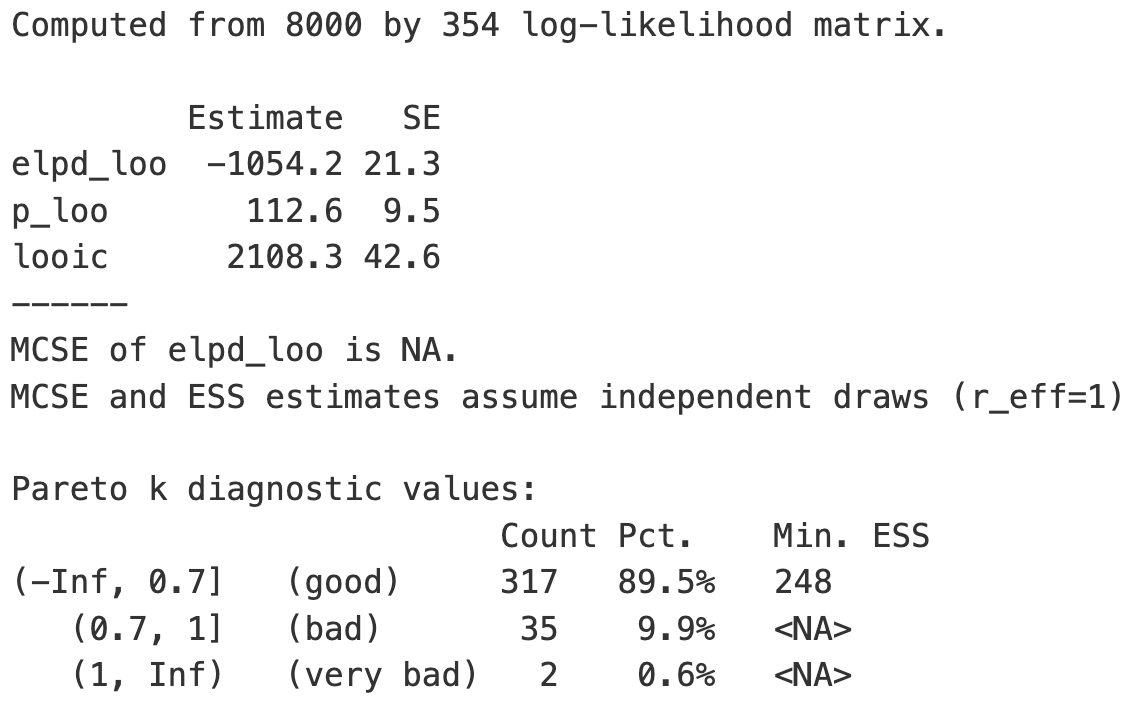 Computed from 8000 by 354 log-likelihood matrix.
Estimate SE
elpd_loo -1054.2 21.3
p_loo 112.6 9.5
looic 2108.3 42.6
------
MCSE of elpd_loo is NA.
MCSE and ESS estimates assume independent draws (r_eff=1)
Pareto k diagnostic values:
Count Pct. Min. ESS
(-Inf, 0.7] (good) 317 89.5% 248
(0.7, 1] (bad) 35 9.9% <NA>
(1, Inf) (very bad) 2 0.6% <NA>